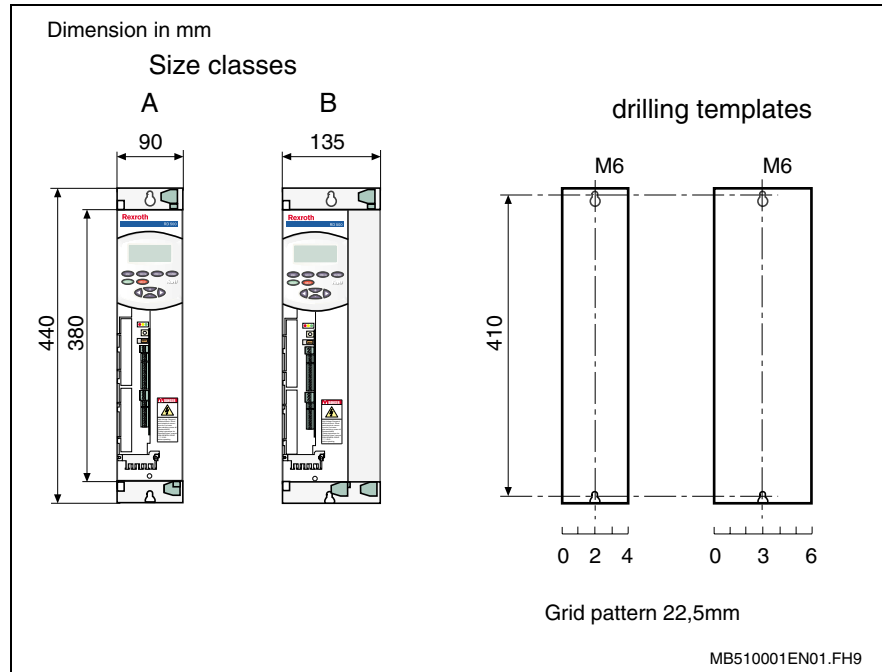 Dimension in mm
Size classes
A B
drilling templates
90 135
M6 M6
Rexroth Rexroth
440 380 410
0 2 4 0 3 6
Grid pattern 22,5mm
MB510001EN01.FH9